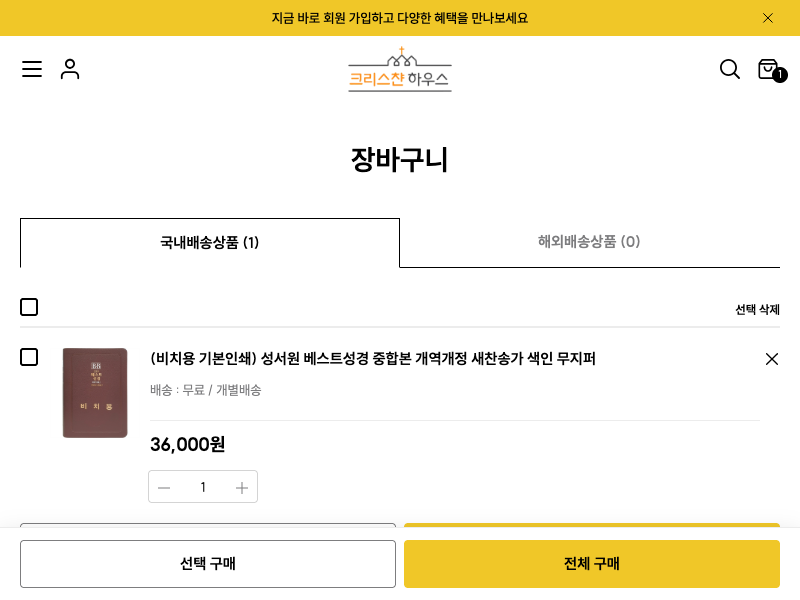 지금 바로 회원 가입하고 다양한 혜택을 만나보세요
크리스챤 하우스
1
장바구니
국내배송상품 (1)
해외배송상품 (0)
선택 삭제
(비치용 기본인쇄) 성서원 베스트성경 중합본 개역개정 새찬송가 색인 무지퍼
배송 : 무료 / 개별배송
비 치 용
36,000원
1
선택 구매
전체 구매